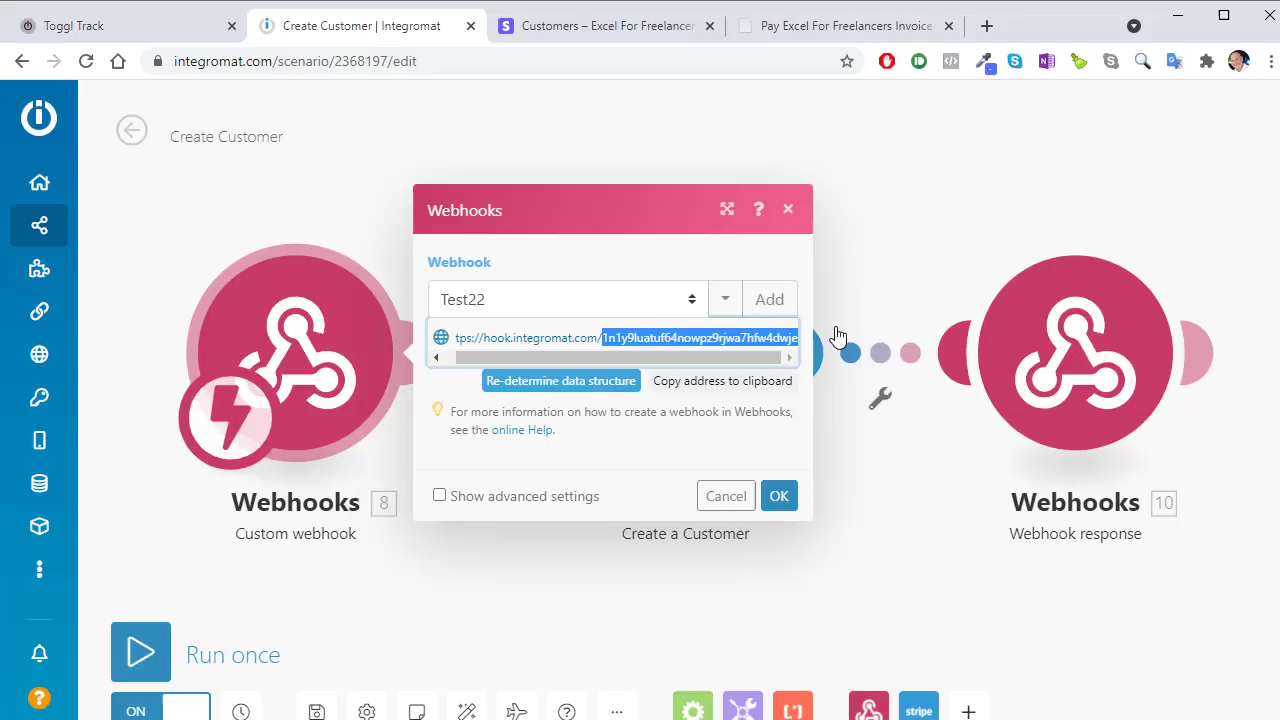 Toggl Track
Create Customer | Integromat
Customers – Excel For Freelancer
Pay Excel For Freelancers Invoice
integromat.com/scenario/2368197/edit
Create Customer
Webhooks
Webhook
Test22
Add
tps://hook.integromat.com/1n1y9luatuf64nowpz9rjwa7hfw4dwje
Re-determine data structure
Copy address to clipboard
For more information on how to create a webhook in Webhooks,
see the online Help.
Show advanced settings
Cancel
OK
Webhooks 8
Custom webhook
Create a Customer
Webhooks 10
Webhook response
Run once
ON
stripe